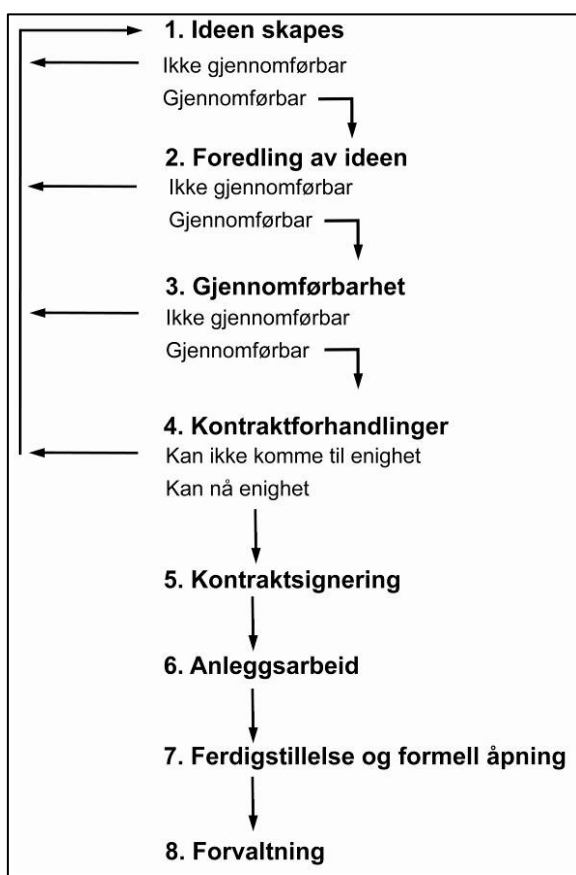 1. Ideen skapes
Ikke gjennomførbar
Gjennomførbar
2. Foredling av ideen
Ikke gjennomførbar
Gjennomførbar
3. Gjennomførbarhet
Ikke gjennomførbar
Gjennomførbar
4. Kontraktforhandlinger
Kan ikke komme til enighet
Kan nå enighet
5. Kontraktsignering
6. Anleggsarbeid
7. Ferdigstillelse og formell åpning
8. Forvaltning